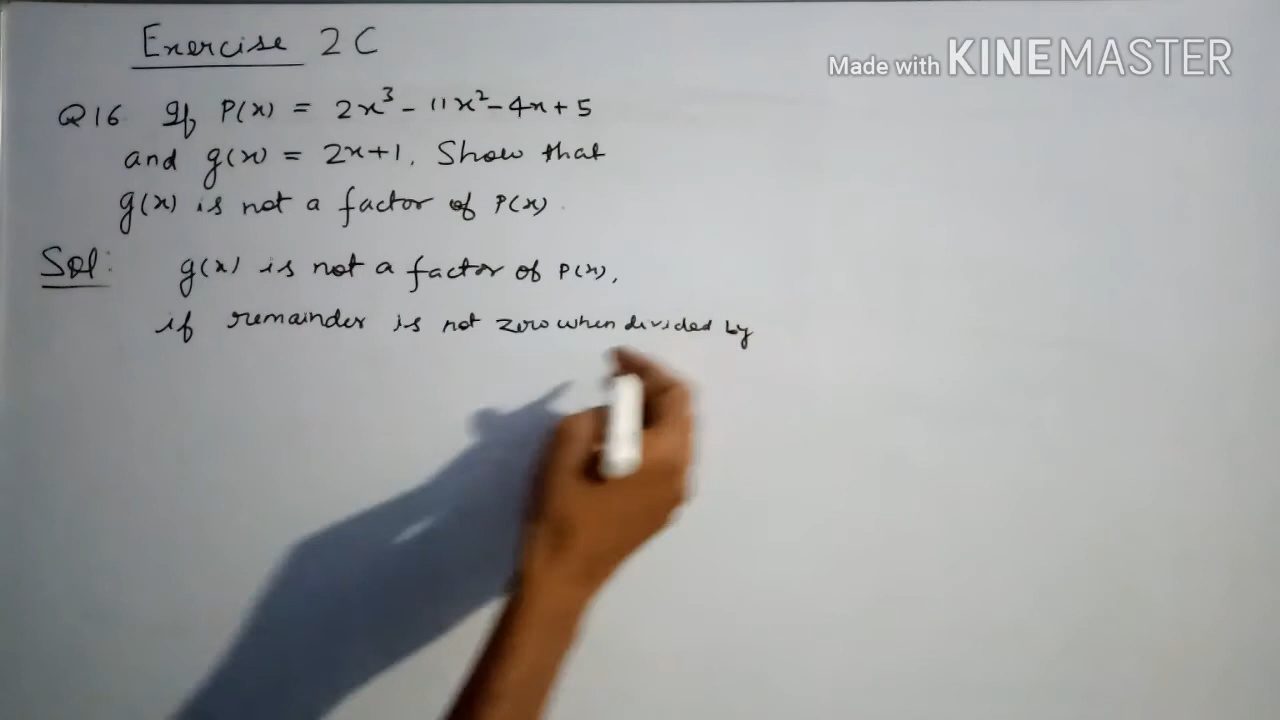 Exercise 2C
Made with KINEMASTER
Q16 If P(x) = 2x³ - 11x² - 4x + 5
and g(x) = 2x+1. Show that
g(x) is not a factor of P(x).
Sol: g(x) is not a factor of P(x),
if remainder is not zero when divided by